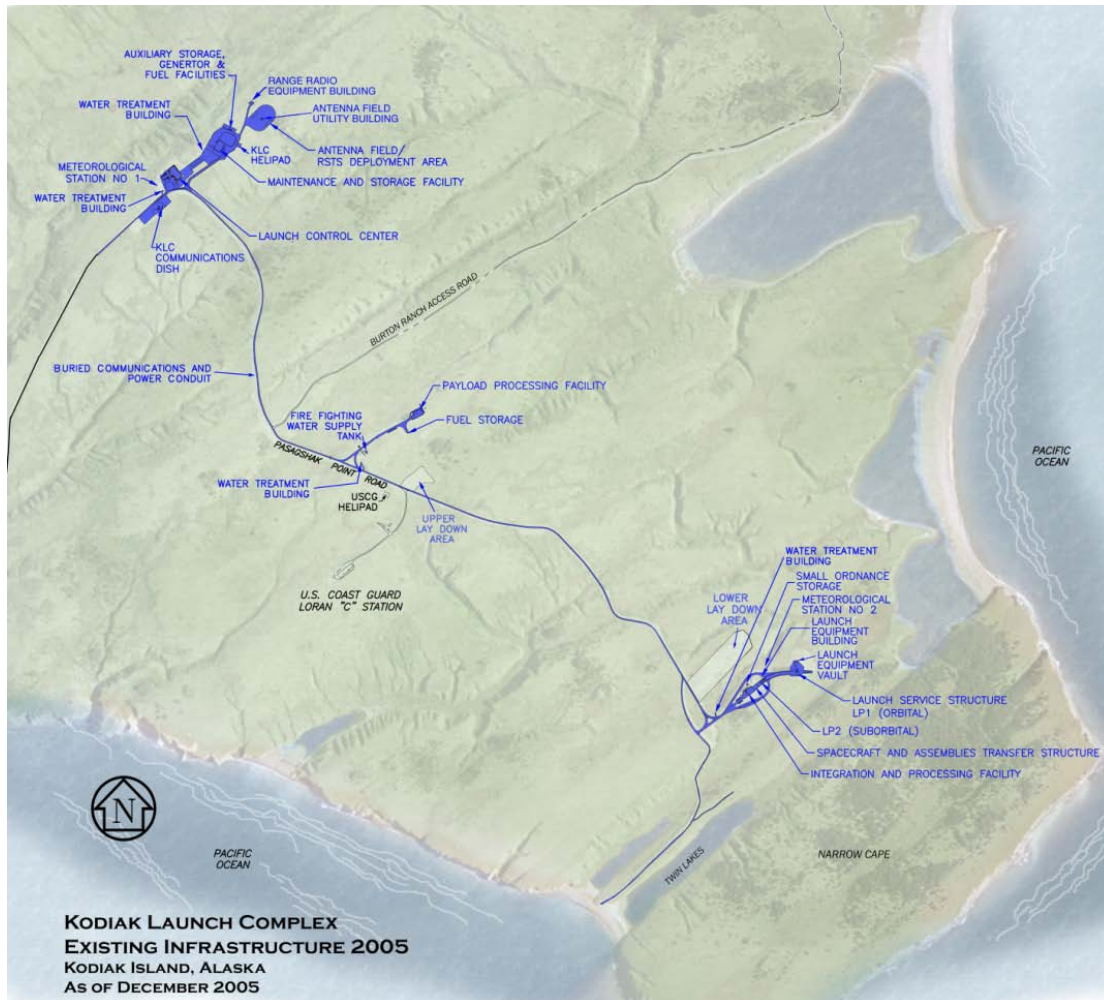 AUXILIARY STORAGE,
GENERTOR &
FUEL FACILITIES
RANGE RADIO
EQUIPMENT BUILDING
WATER TREATMENT
BUILDING
ANTENNA FIELD
UTILITY BUILDING
KLC
HELIPAD
ANTENNA FIELD/
RSTS DEPLOYMENT AREA
METEOROLOGICAL
STATION NO 1
MAINTENANCE AND STORAGE FACILITY
WATER TREATMENT
BUILDING
LAUNCH CONTROL CENTER
KLC
COMMUNICATIONS
DISH
BURTON RANCH ACCESS ROAD
BURIED COMMUNICATIONS AND
POWER CONDUIT
PAYLOAD PROCESSING FACILITY
FUEL STORAGE
FIRE FIGHTING
WATER SUPPLY
TANK
PASAGSHAK POINT ROAD
WATER TREATMENT
BUILDING
USCG
HELIPAD
UPPER
LAY DOWN
AREA
U.S. COAST GUARD
LORAN "C" STATION
PACIFIC
OCEAN
WATER TREATMENT
BUILDING
SMALL ORDNANCE
STORAGE
METEOROLOGICAL
STATION NO 2
LOWER
LAY DOWN
AREA
LAUNCH
EQUIPMENT
BUILDING
LAUNCH
EQUIPMENT
VAULT
LAUNCH SERVICE STRUCTURE
LP1 (ORBITAL)
LP2 (SUBORBITAL)
SPACECRAFT AND ASSEMBLIES TRANSFER STRUCTURE
INTEGRATION AND PROCESSING FACILITY
N
PACIFIC
OCEAN
TWIN LAKES
NARROW CAPE
KODIAK LAUNCH COMPLEX
EXISTING INFRASTRUCTURE 2005
KODIAK ISLAND, ALASKA
AS OF DECEMBER 2005